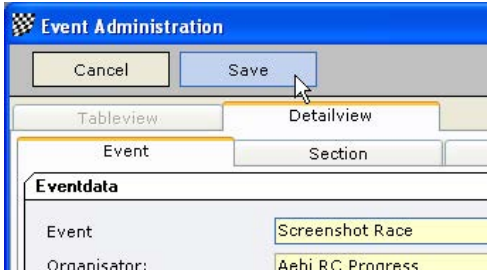 Event Administration
Cancel Save
Tableview Detailview
Event Section
Eventdata
Event Screenshot Race
Organisator: Aebi RC Progress